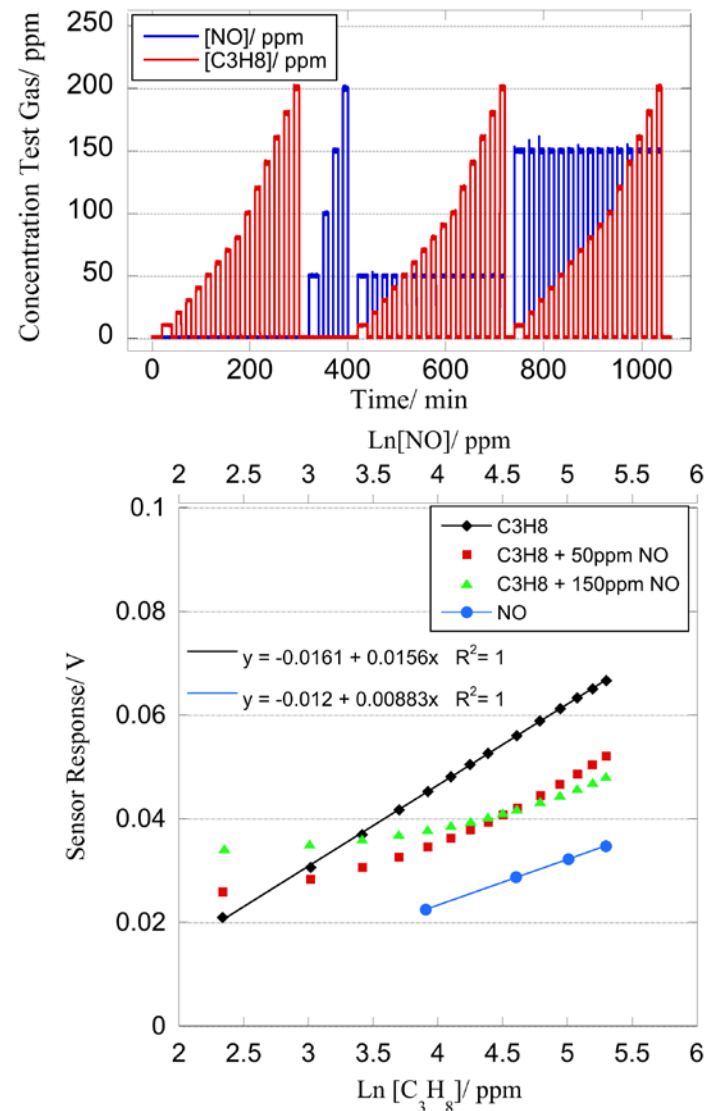 Concentration Test Gas/ ppm
250
200
150
100
50
0
[NO]/ ppm
[C3H8]/ ppm
0 200 400 600 800 1000
Time/ min
Ln[NO]/ ppm
2 2.5 3 3.5 4 4.5 5 5.5 6
Sensor Response/ V
0.1
0.08
0.06
0.04
0.02
0
C3H8
C3H8 + 50ppm NO
C3H8 + 150ppm NO
NO
y = -0.0161 + 0.0156x R²= 1
y = -0.012 + 0.00883x R²= 1
2 2.5 3 3.5 4 4.5 5 5.5 6
Ln [C₃H₈]/ ppm